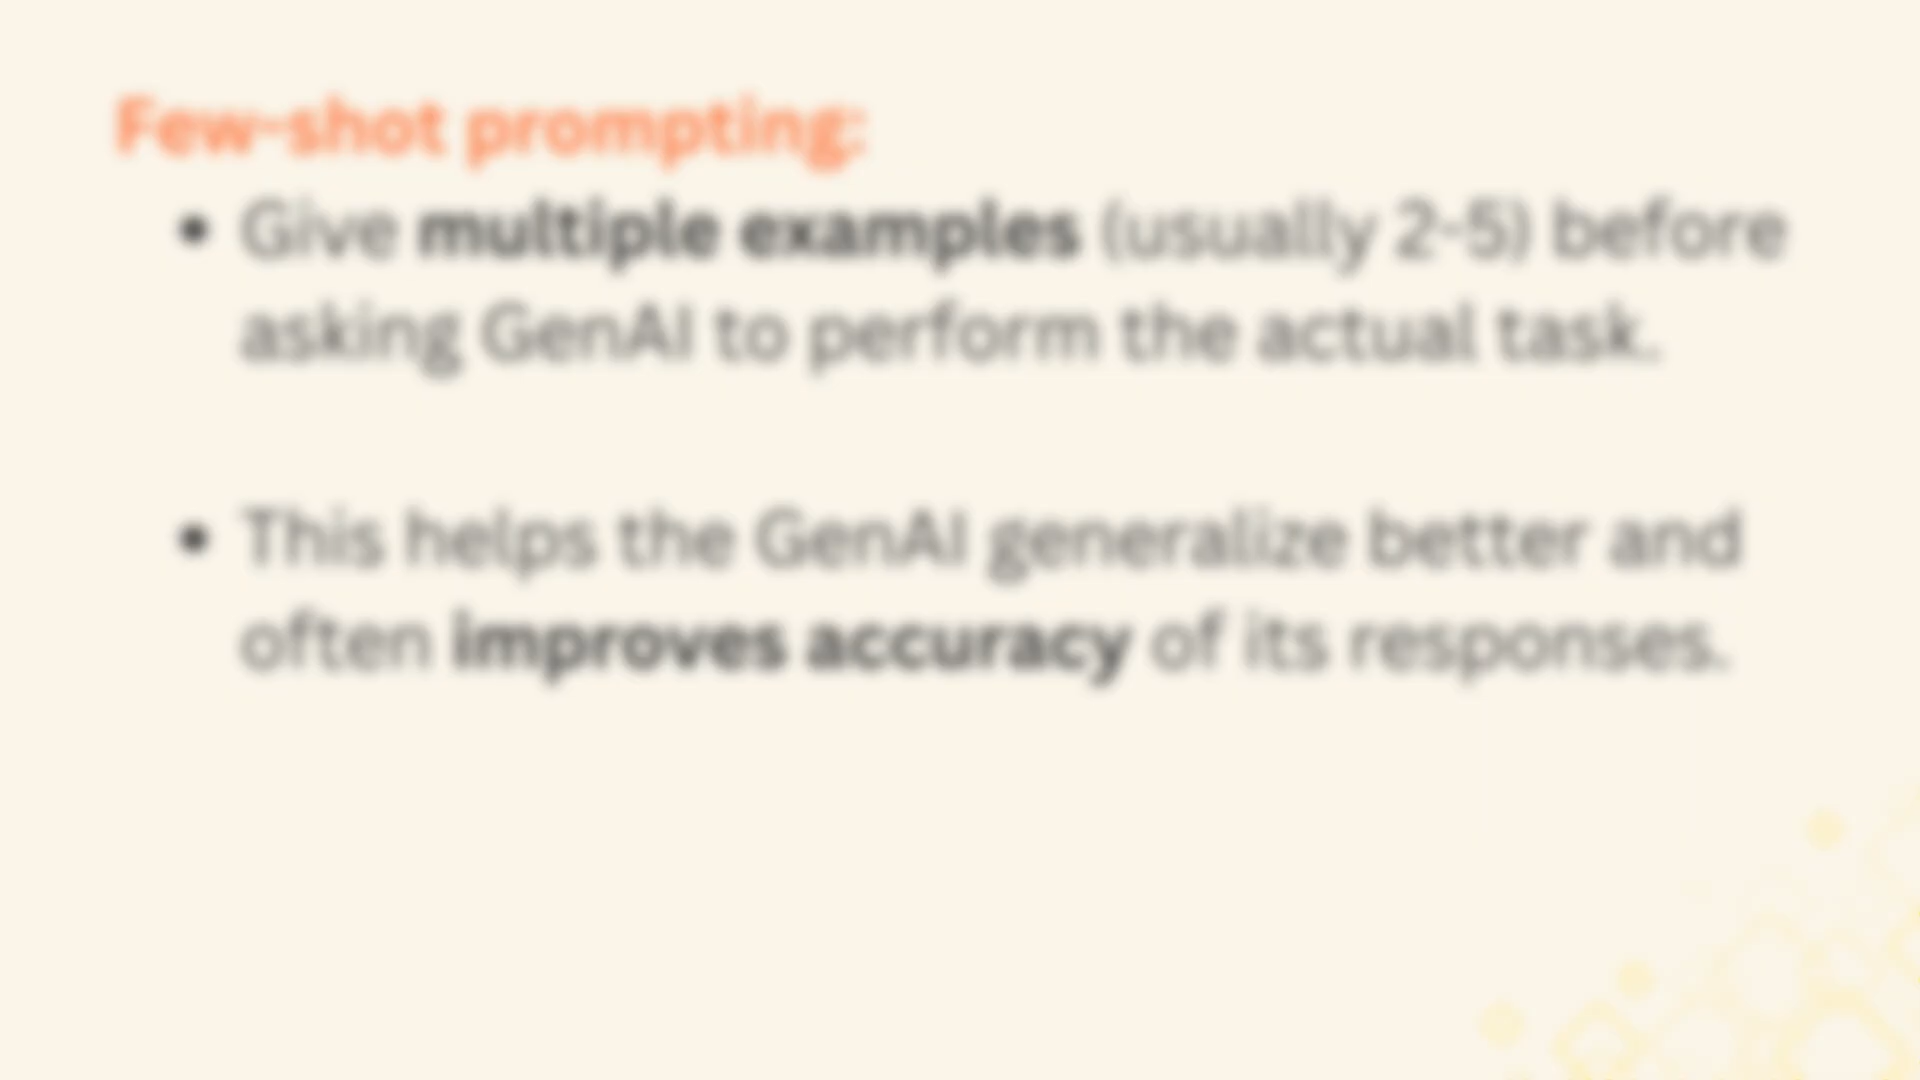 Few-shot prompting:
• Give multiple examples (usually 2-5) before
asking GenAI to perform the actual task.
• This helps the GenAI generalize better and
often improves accuracy of its responses.